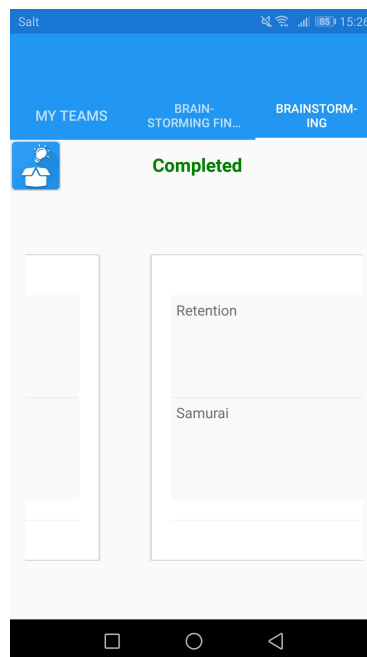 Salt
85 15:26
MY TEAMS
BRAIN-
STORMING FIN...
BRAINSTORM-
ING
Completed
Retention
Samurai